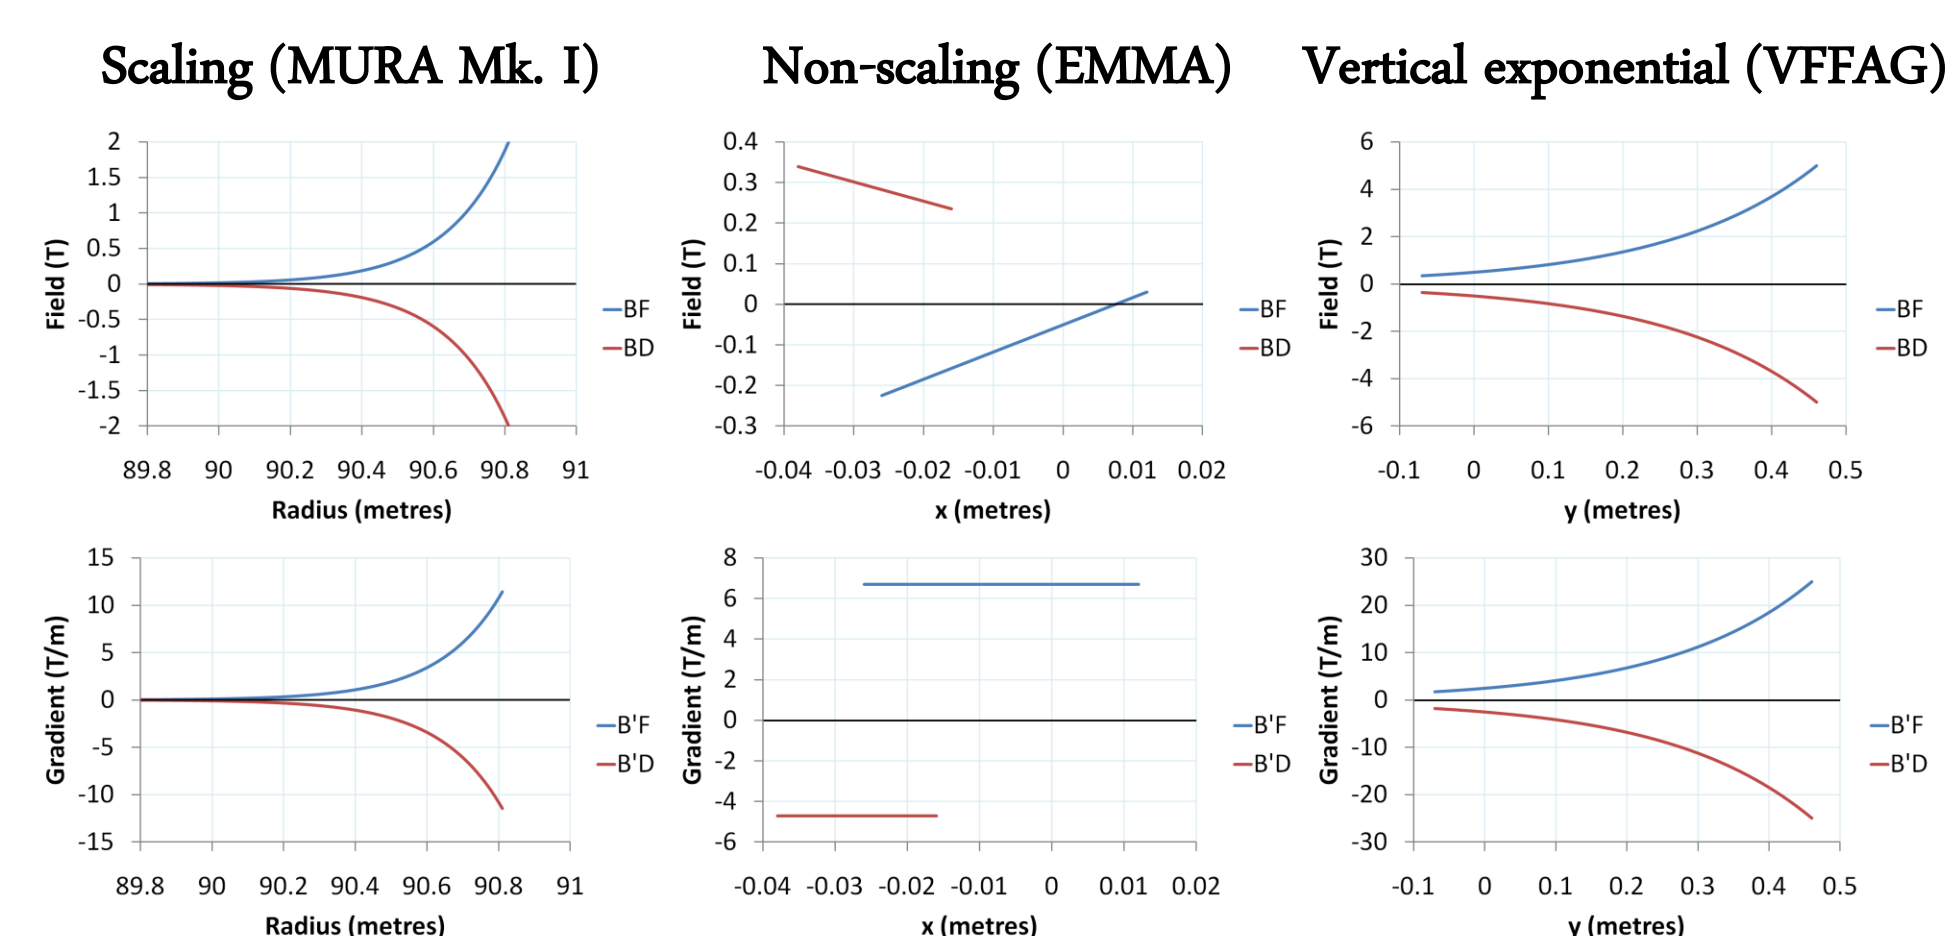 Scaling (MURA Mk. I)
Non-scaling (EMMA)
Vertical exponential (VFFAG)
2
1.5
1
0.5
0
-0.5
-1
-1.5
-2
Field (T)
89.8 90 90.2 90.4 90.6 90.8 91
Radius (metres)
BF
BD
0.4
0.3
0.2
0.1
0
-0.1
-0.2
-0.3
Field (T)
-0.04 -0.03 -0.02 -0.01 0 0.01 0.02
x (metres)
BF
BD
6
4
2
0
-2
-4
-6
Field (T)
-0.1 0 0.1 0.2 0.3 0.4 0.5
y (metres)
BF
BD
15
10
5
0
-5
-10
-15
Gradient (T/m)
89.8 90 90.2 90.4 90.6 90.8 91
Radius (metres)
B'F
B'D
8
6
4
2
0
-2
-4
-6
Gradient (T/m)
-0.04 -0.03 -0.02 -0.01 0 0.01 0.02
x (metres)
B'F
B'D
30
20
10
0
-10
-20
-30
Gradient (T/m)
-0.1 0 0.1 0.2 0.3 0.4 0.5
y (metres)
B'F
B'D